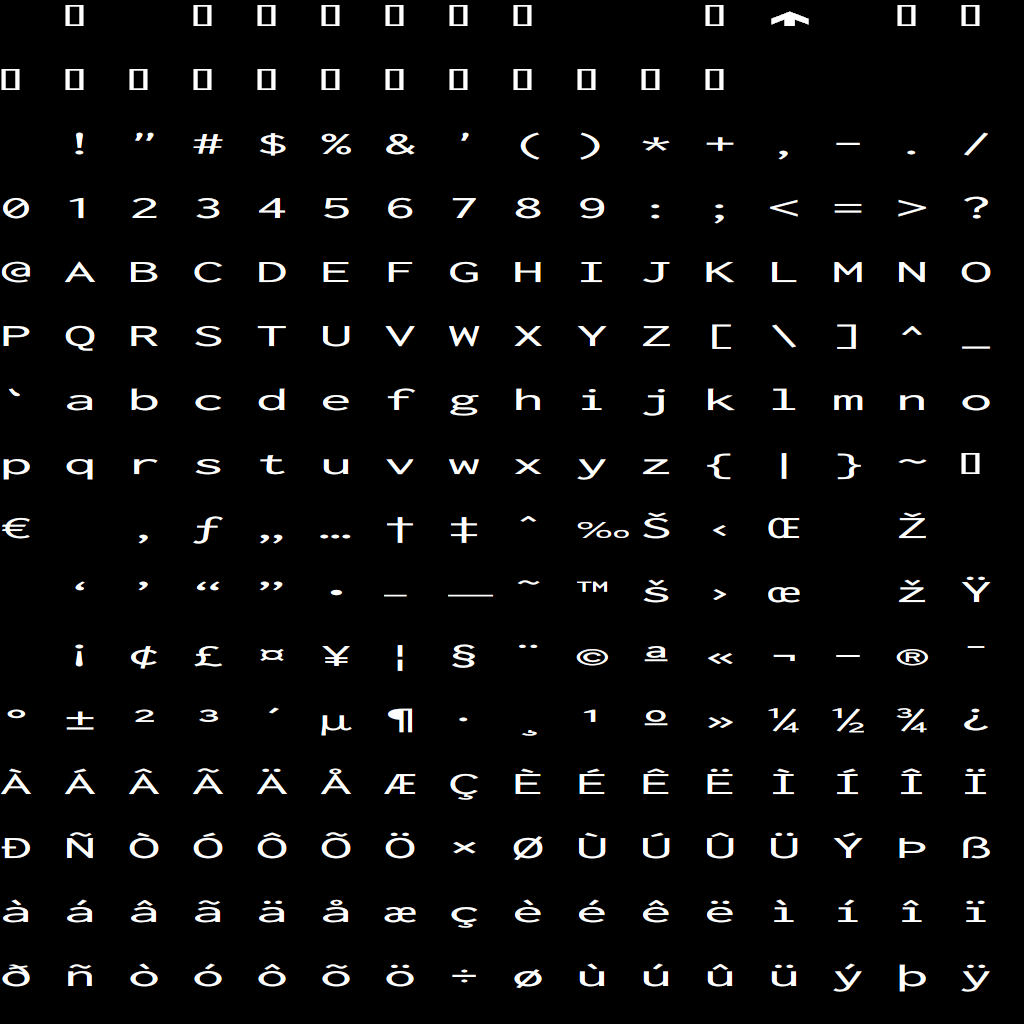 ▯ ▯ ▯ ▯ ▯ ▯ ▯ ▯ ▯ ▯
▯ ▯ ▯ ▯ ▯ ▯ ▯ ▯ ▯ ▯ ▯ ▯
! " # $ % & ' ( ) * + , - . /
0 1 2 3 4 5 6 7 8 9 : ; < = > ?
@ A B C D E F G H I J K L M N O
P Q R S T U V W X Y Z [ \ ] ^ _
` a b c d e f g h i j k l m n o
p q r s t u v w x y z { | } ~ ▯
€ ‚ ƒ „ … † ‡ ˆ ‰ Š ‹ Œ Ž
‘ ’ “ ” • – — ˜ ™ š › œ ž Ÿ
¡ ¢ £ ¤ ¥ ¦ § ¨ © ª « ¬ - ® ¯
° ± ² ³ ´ µ ¶ · ¸ ¹ º » ¼ ½ ¾ ¿
À Á Â Ã Ä Å Æ Ç È É Ê Ë Ì Í Î Ï
Ð Ñ Ò Ó Ô Õ Ö × Ø Ù Ú Û Ü Ý Þ ß
à á â ã ä å æ ç è é ê ë ì í î ï
ð ñ ò ó ô õ ö ÷ ø ù ú û ü ý þ ÿ